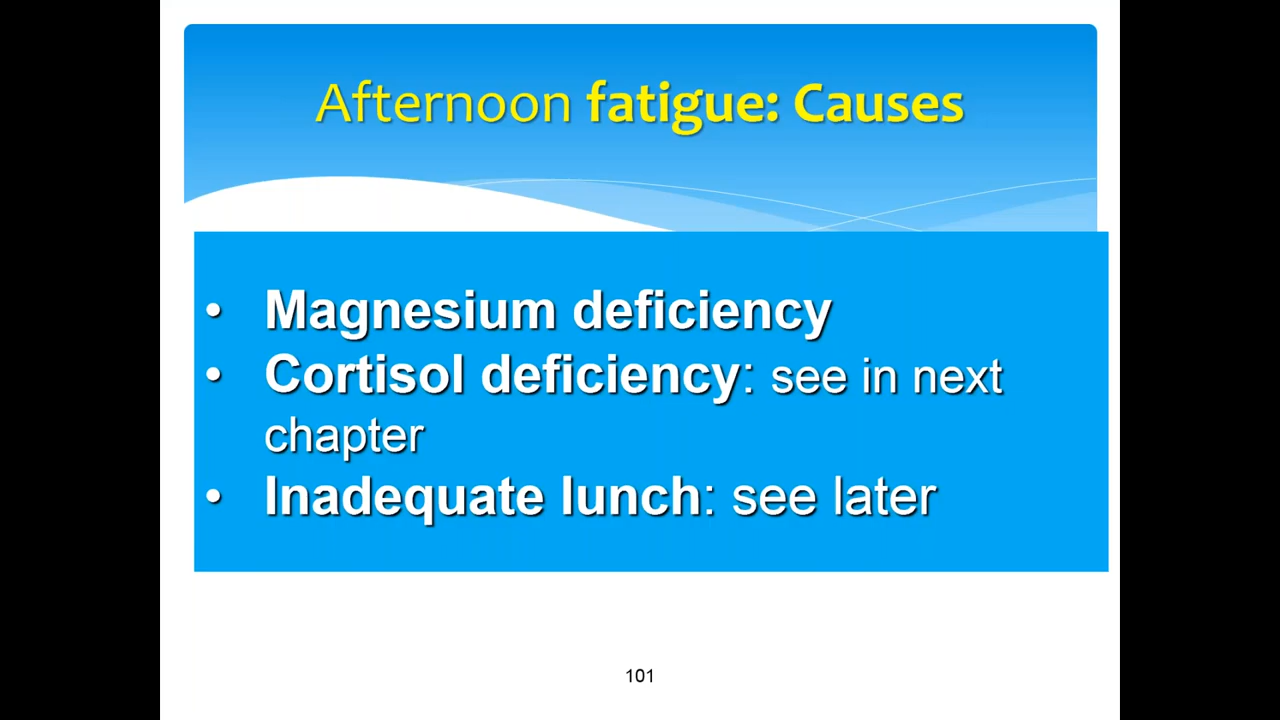 Afternoon fatigue: Causes
• Magnesium deficiency
• Cortisol deficiency: see in next
chapter
• Inadequate lunch: see later
101